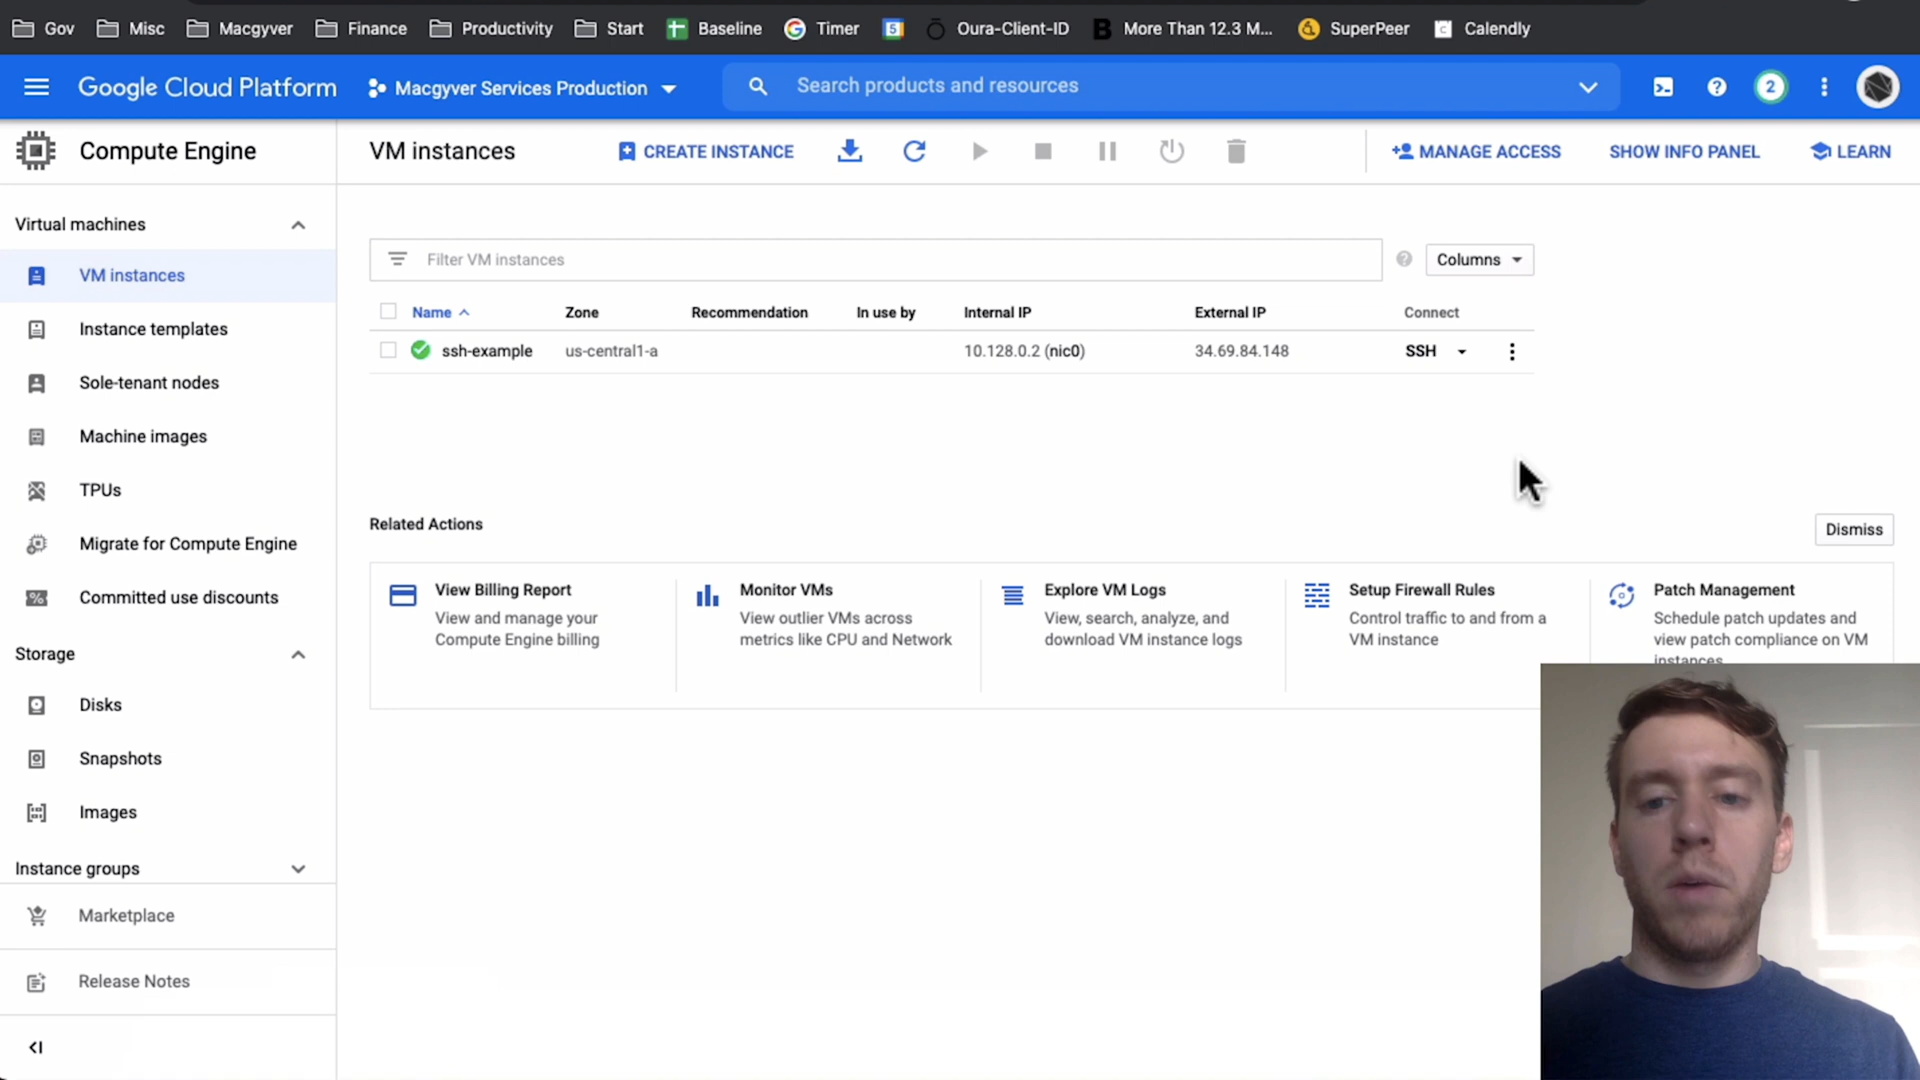 Gov Misc Macgyver Finance Productivity Start Baseline Timer 5 Oura-Client-ID B More Than 12.3 M... SuperPeer Calendly
Google Cloud Platform Macgyver Services Production Search products and resources 2
Compute Engine VM instances CREATE INSTANCE MANAGE ACCESS SHOW INFO PANEL LEARN
Virtual machines
Filter VM instances Columns
VM instances
Name Zone Recommendation In use by Internal IP External IP Connect
Instance templates
ssh-example us-central1-a 10.128.0.2 (nic0) 34.69.84.148 SSH
Sole-tenant nodes
Machine images
TPUs
Related Actions Dismiss
Migrate for Compute Engine
View Billing Report Monitor VMs Explore VM Logs Setup Firewall Rules Patch Management
Committed use discounts
View and manage your View outlier VMs across View, search, analyze, and Control traffic to and from a Schedule patch updates and
Compute Engine billing metrics like CPU and Network download VM instance logs VM instance view patch compliance on VM
instances
Storage
Disks
Snapshots
Images
Instance groups
Marketplace
Release Notes